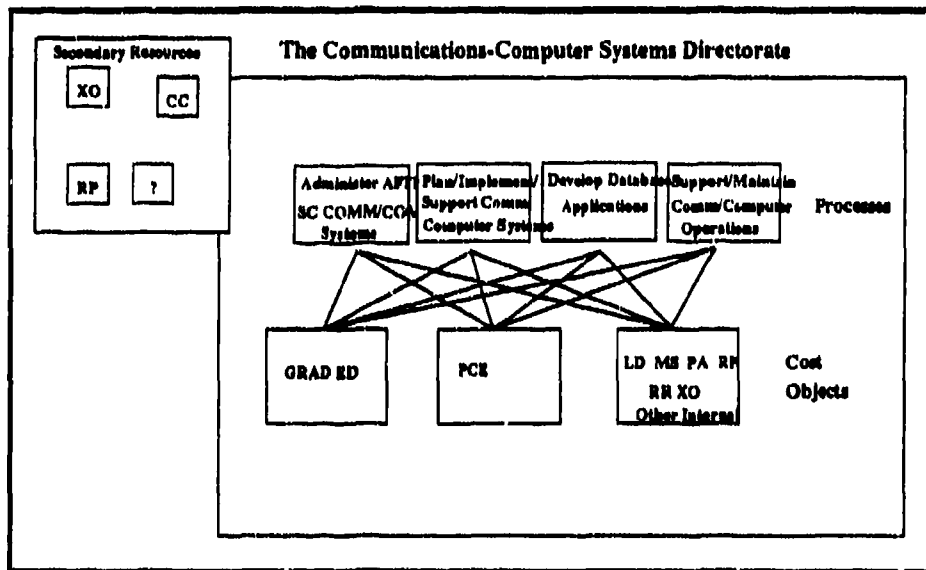 Secondary Resources
The Communications-Computer Systems Directorate
XO
CC
RP
?
Administer AFIT
SC COMM/COM
Systems
Plan/Implement/
Support Comm
Computer Systems
Develop Database
Applications
Support/Maintain
Comm/Computer
Operations
Processes
GRAD ED
PCE
LD MS PA
RR XO
Other Internal
Cost
Objects